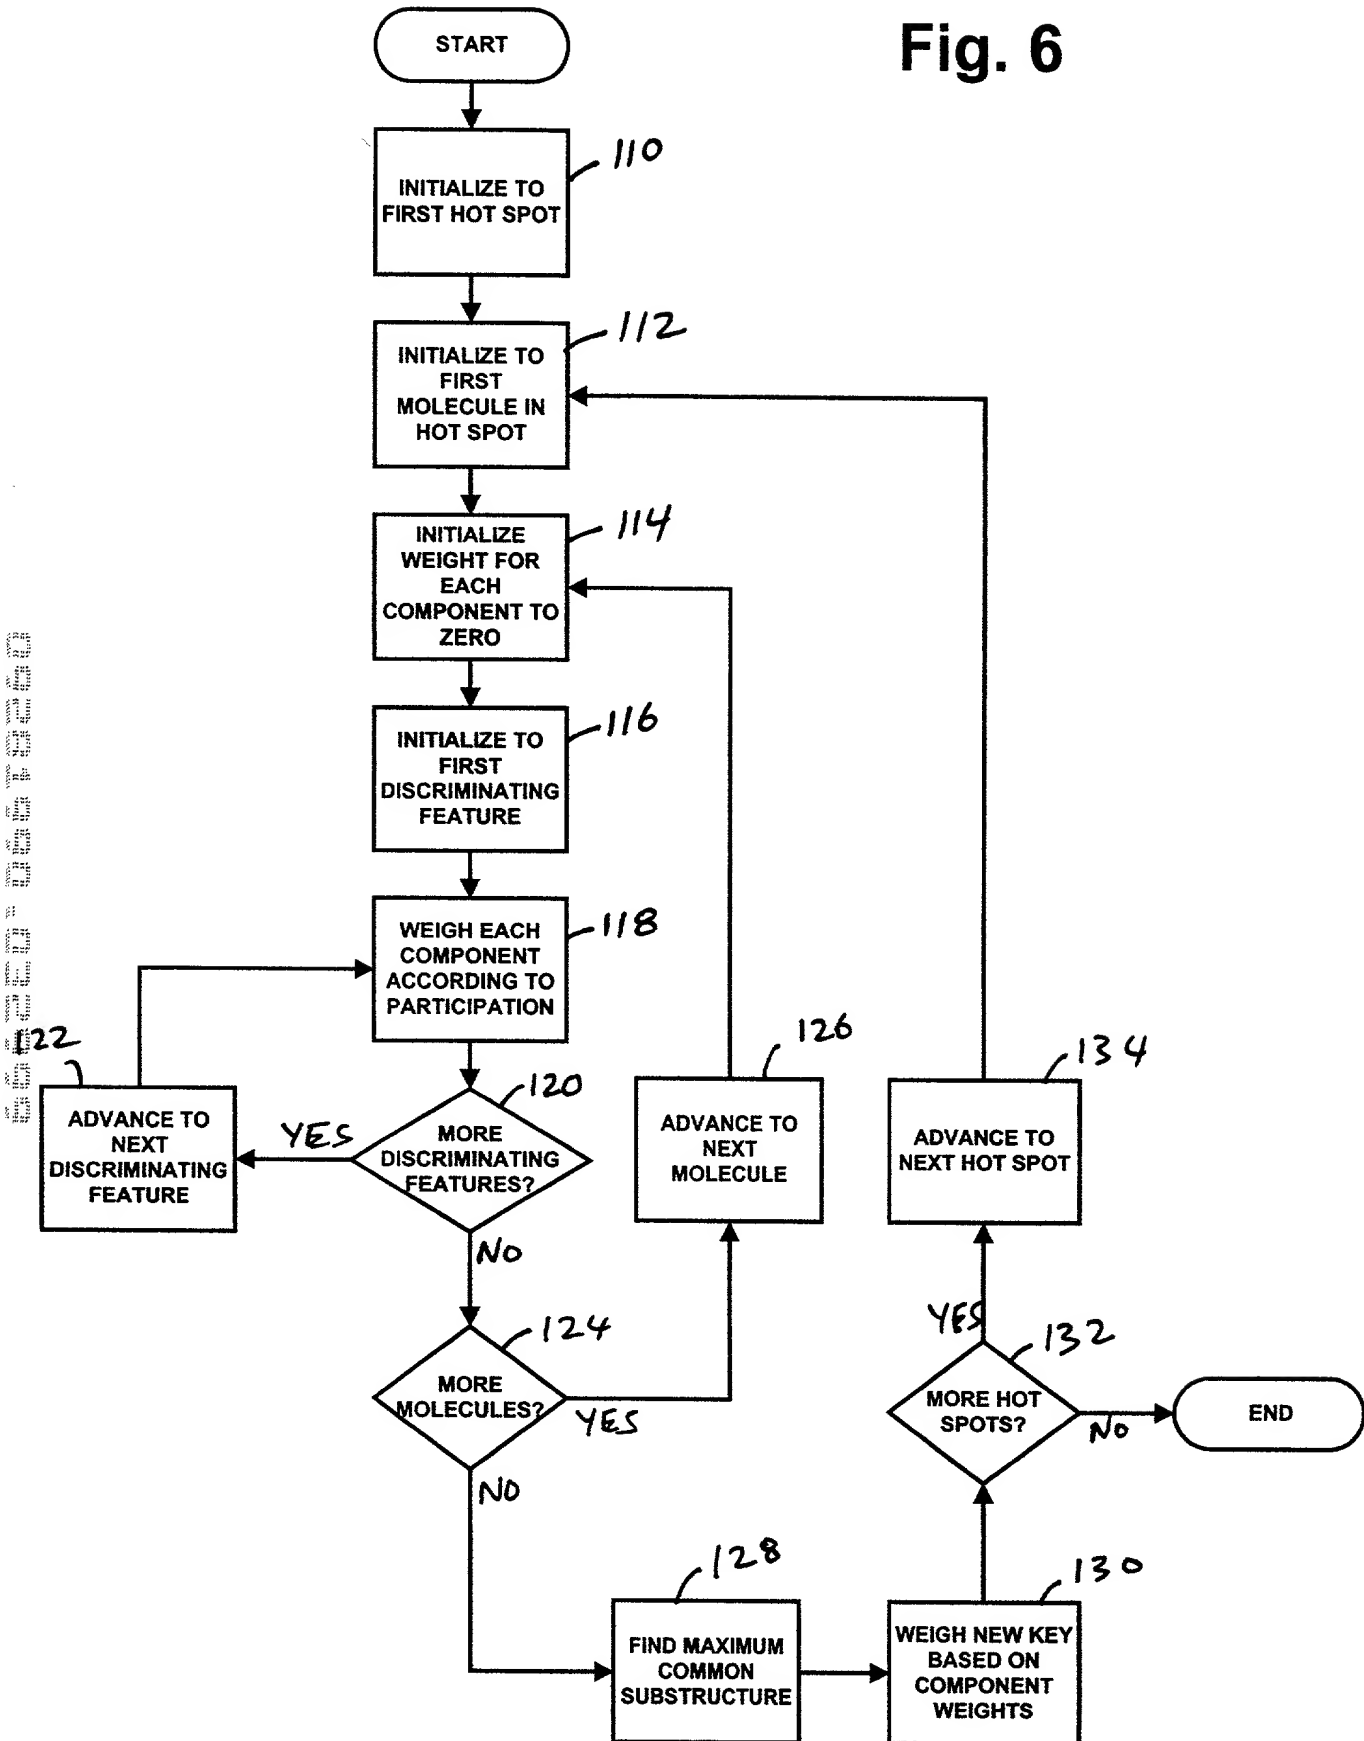 Fig. 6
START
110
INITIALIZE TO
FIRST HOT SPOT
112
INITIALIZE TO
FIRST
MOLECULE IN
HOT SPOT
114
INITIALIZE
WEIGHT FOR
EACH
COMPONENT TO
ZERO
116
INITIALIZE TO
FIRST
DISCRIMINATING
FEATURE
118
WEIGH EACH
COMPONENT
ACCORDING TO
PARTICIPATION
122
ADVANCE TO
NEXT
DISCRIMINATING
FEATURE
YES
120
MORE
DISCRIMINATING
FEATURES?
NO
126
ADVANCE TO
NEXT
MOLECULE
134
ADVANCE TO
NEXT HOT SPOT
124
MORE
MOLECULES?
YES
NO
YES
132
MORE HOT
SPOTS?
NO
END
128
FIND MAXIMUM
COMMON
SUBSTRUCTURE
130
WEIGH NEW KEY
BASED ON
COMPONENT
WEIGHTS